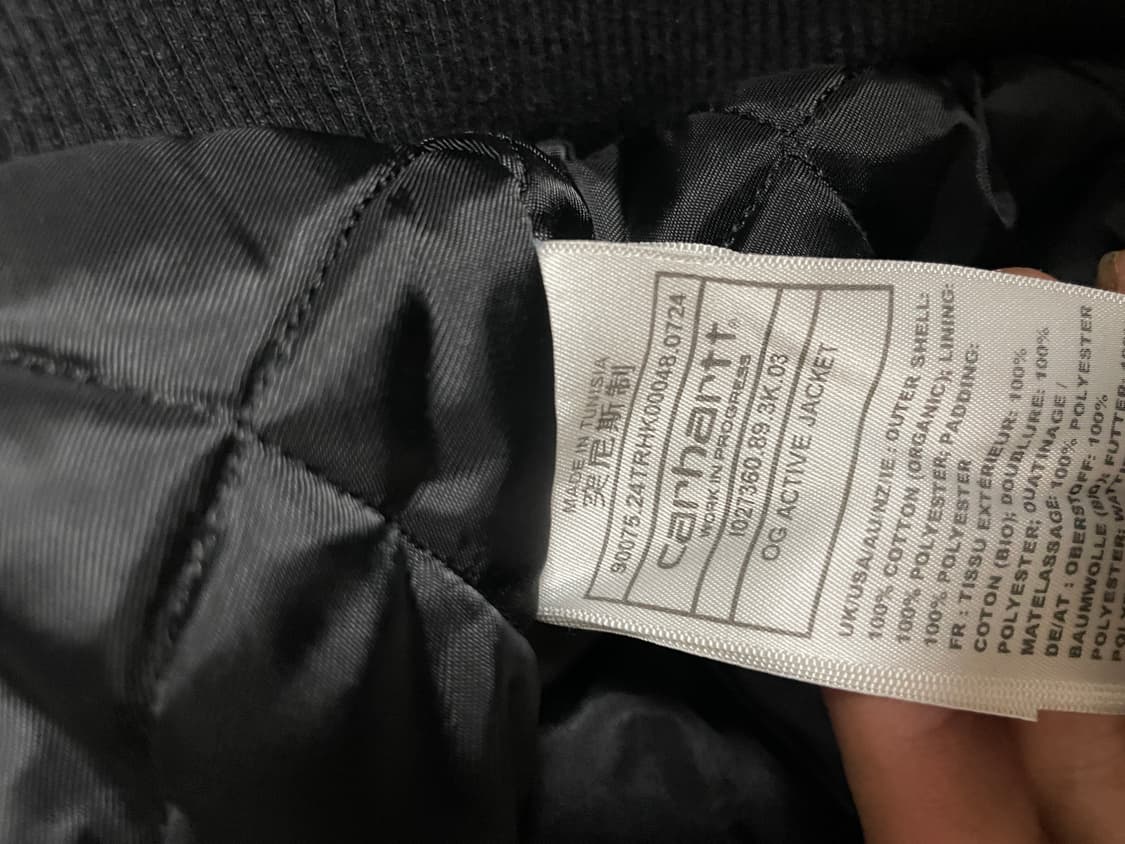 MADE IN TUNISIA
突尼斯制
90075.24TRHK00048.0724
carhartt®
WORK IN PROGRESS
I027360.89.3K.03
OG ACTIVE JACKET
UK/USA/AU/NZ/IE : OUTER SHELL:
100% COTTON (ORGANIC); LINING:
100% POLYESTER; PADDING:
100% POLYESTER
FR : TISSU EXTÉRIEUR: 100%
COTON (BIO); DOUBLURE: 100%
POLYESTER; OUATINAGE /
MATELASSAGE: 100% POLYESTER
DE/AT : OBERSTOFF: 100%
BAUMWOLLE (BIO); FUTTER:
POLYESTER;